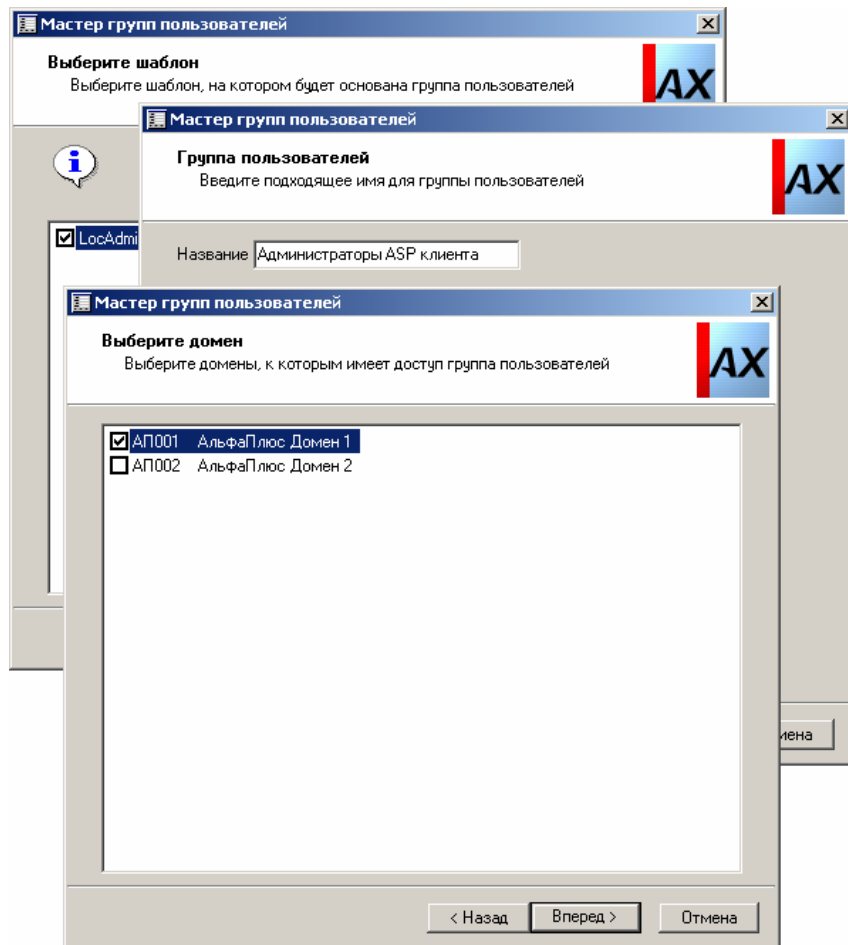 Мастер групп пользователей
Выберите шаблон
Выберите шаблон, на котором будет основана группа пользователей
AX
Мастер групп пользователей
Группа пользователей
Введите подходящее имя для группы пользователей
AX
LocAdmi
Название Администраторы ASP клиента
Мастер групп пользователей
Выберите домен
Выберите домены, к которым имеет доступ группа пользователей
AX
АП001 АльфаПлюс Домен 1
АП002 АльфаПлюс Домен 2
мена
< Назад Вперед > Отмена